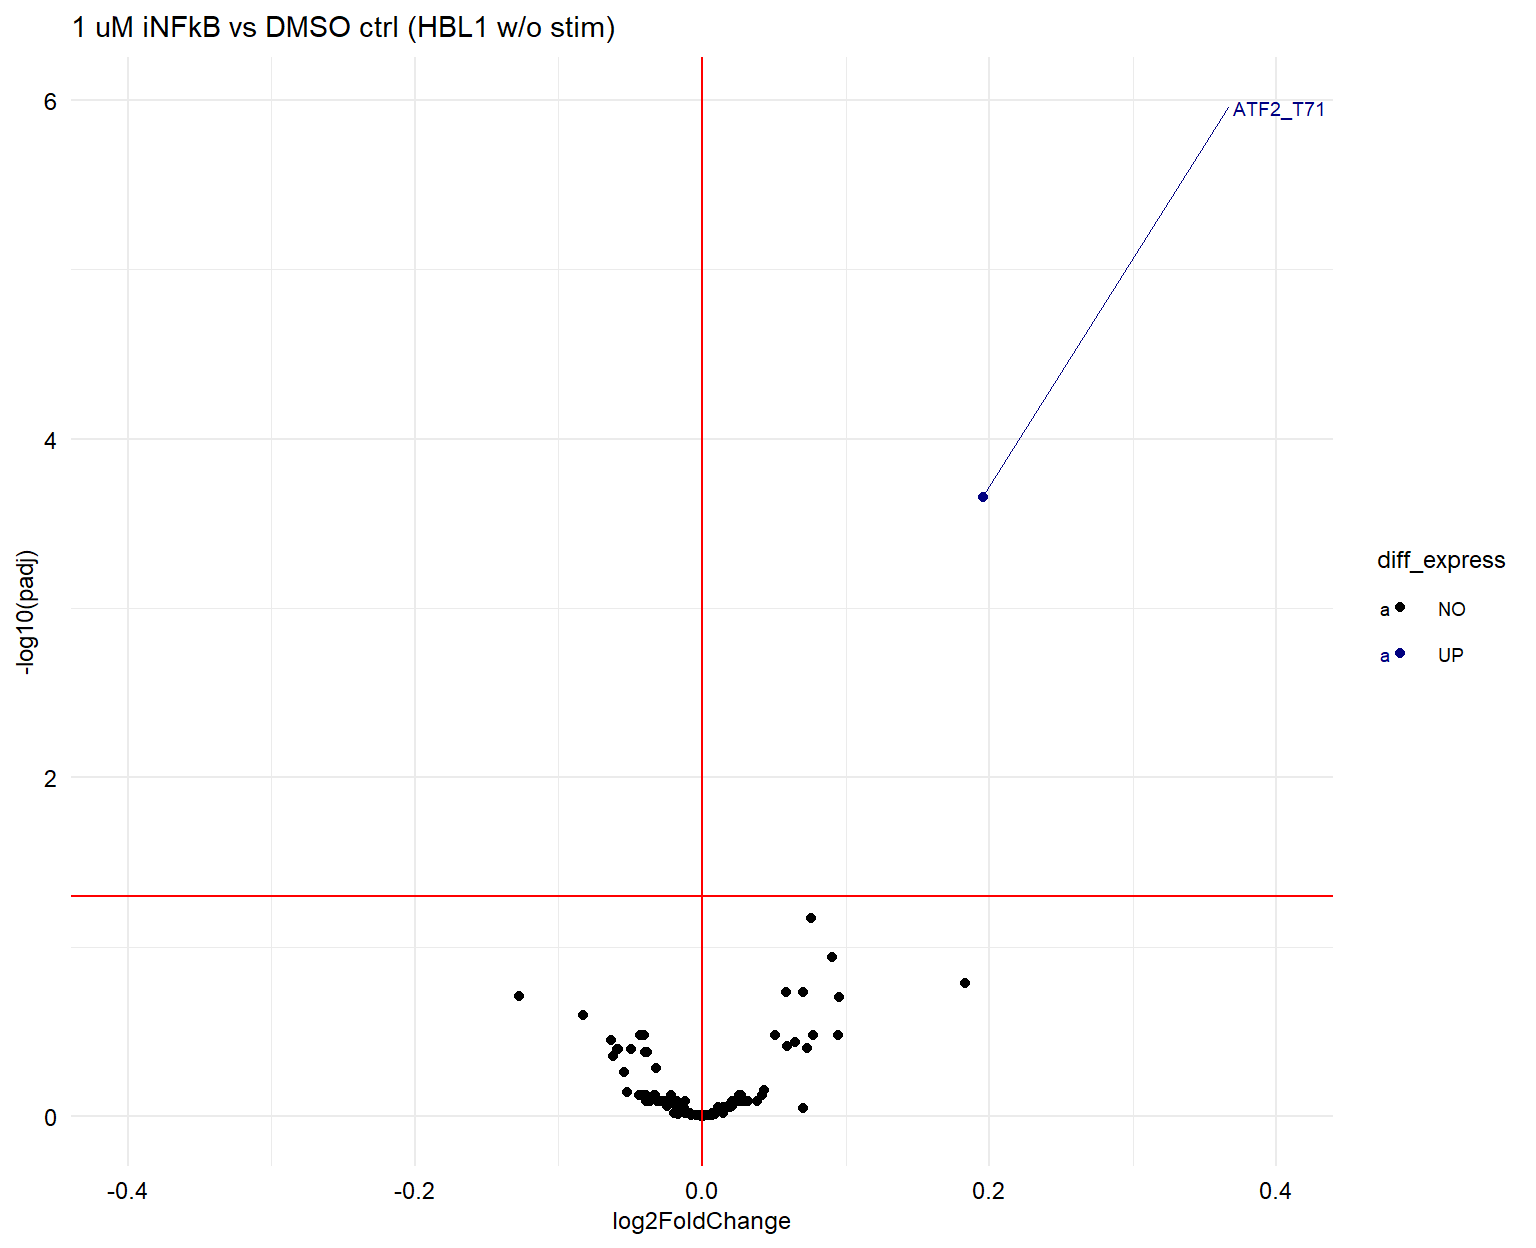 1 uM iNFkB vs DMSO ctrl (HBL1 w/o stim)
6
ATF2_T71
4
-log10(padj)
diff_express
a NO
a UP
2
0
-0.4 -0.2 0.0 0.2 0.4
log2FoldChange